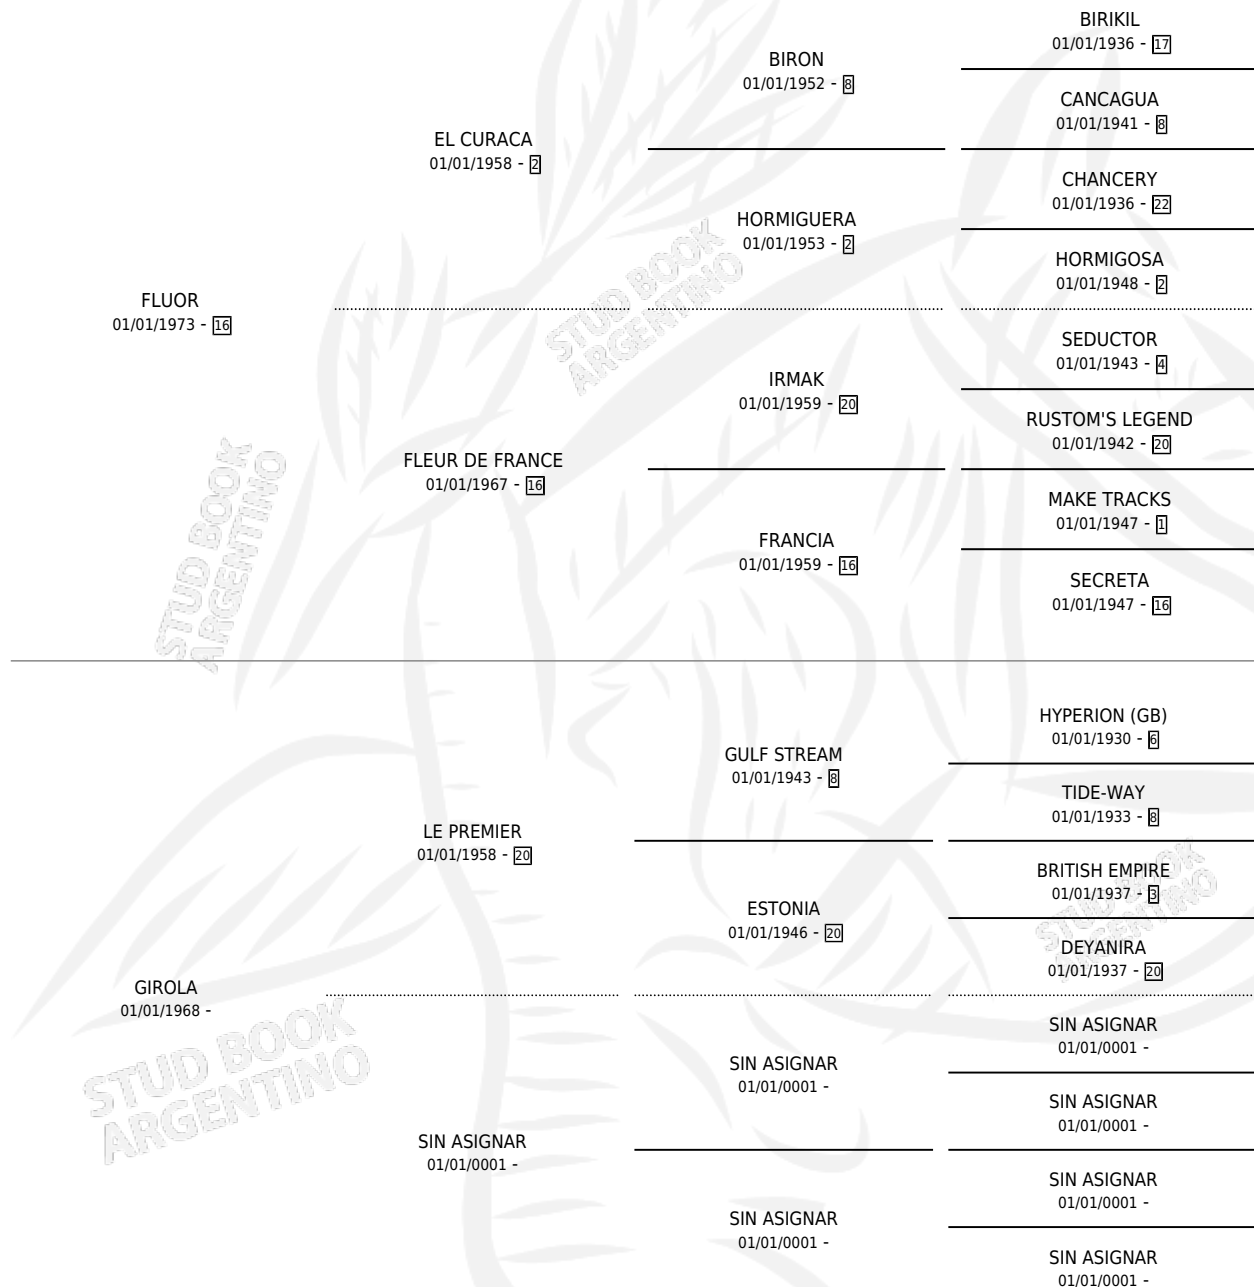 BIRIKIL
01/01/1936 - 17
BIRON
01/01/1952 - 8
CANCAGUA
01/01/1941 - 8
EL CURACA
01/01/1958 - 2
CHANCERY
01/01/1936 - 22
HORMIGUERA
01/01/1953 - 2
HORMIGOSA
01/01/1948 - 2
FLUOR
01/01/1973 - 16
SEDUCTOR
01/01/1943 - 4
IRMAK
01/01/1959 - 20
RUSTOM'S LEGEND
01/01/1942 - 20
FLEUR DE FRANCE
01/01/1967 - 16
MAKE TRACKS
01/01/1947 - 1
FRANCIA
01/01/1959 - 16
SECRETA
01/01/1947 - 16
HYPERION (GB)
01/01/1930 - 6
GULF STREAM
01/01/1943 - 8
TIDE-WAY
01/01/1933 - 8
LE PREMIER
01/01/1958 - 20
BRITISH EMPIRE
01/01/1937 - 3
ESTONIA
01/01/1946 - 20
DEYANIRA
01/01/1937 - 20
GIROLA
01/01/1968 -
SIN ASIGNAR
01/01/0001 -
SIN ASIGNAR
01/01/0001 -
SIN ASIGNAR
01/01/0001 -
SIN ASIGNAR
01/01/0001 -
SIN ASIGNAR
01/01/0001 -
SIN ASIGNAR
01/01/0001 -
SIN ASIGNAR
01/01/0001 -
STUD BOOK
ARGENTINO
STUD BOOK
ARGENTINO
STUD BOOK
ARGENTINO
STUD BOOK
ARGENTINO